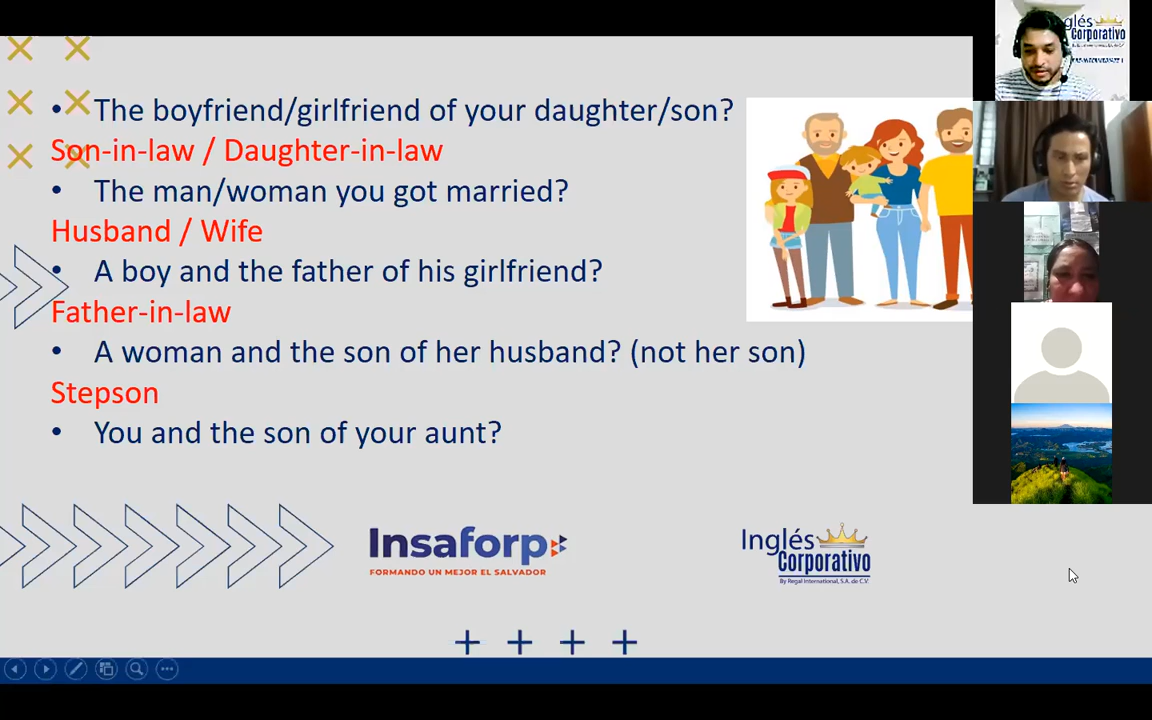 The boyfriend/girlfriend of your daughter/son?
Son-in-law / Daughter-in-law
The man/woman you got married?
Husband / Wife
A boy and the father of his girlfriend?
Father-in-law
A woman and the son of her husband? (not her son)
Stepson
You and the son of your aunt?
Insaforp
FORMANDO UN MEJOR EL SALVADOR
Inglés
Corporativo
By Regal International, S.A. de C.V.
glés
Corporativo